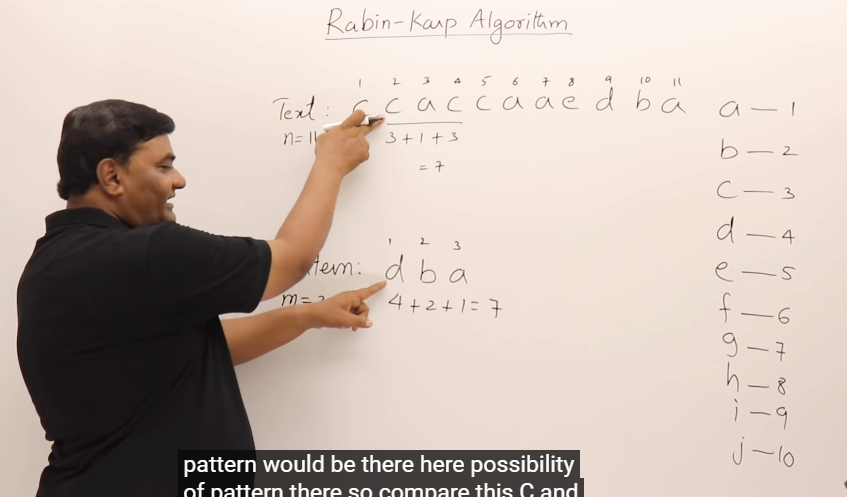 Rabin-Karp Algorithm
1 2 3 4 5 6 7 8 9 10 11
Text: c c a c c a a e d b a
n=11 3+1+3
= 7
1 2 3
tern: d b a
m=3 4+2+1=7
a — 1
b — 2
c — 3
d — 4
e — 5
f — 6
g — 7
h — 8
i — 9
j — 10
pattern would be there here possibility
of pattern there so compare this C and